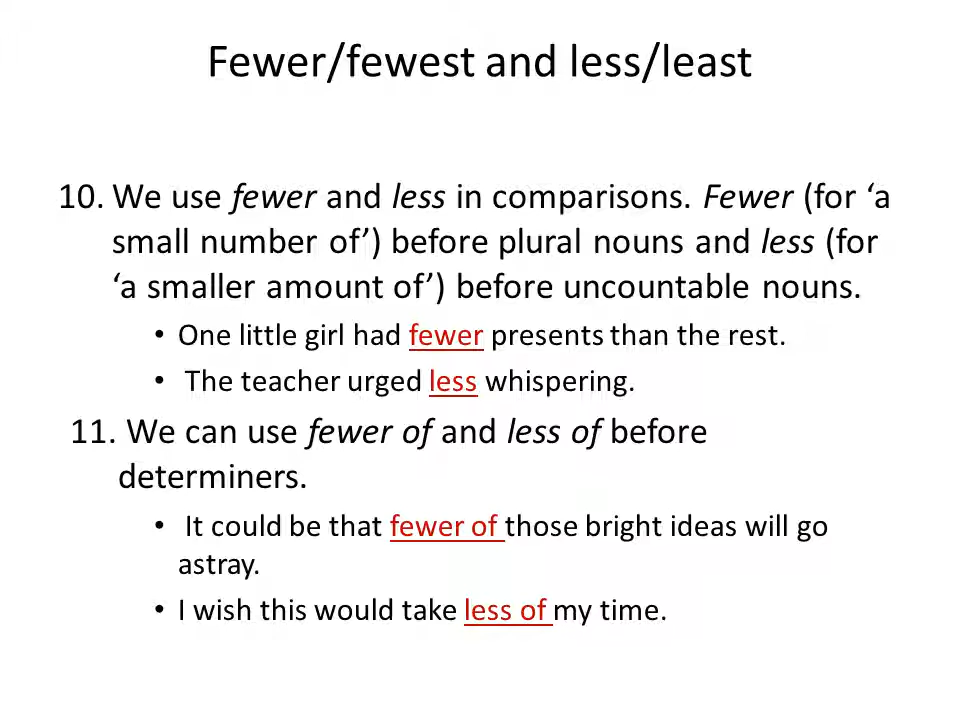 Fewer/fewest and less/least
10. We use fewer and less in comparisons. Fewer (for ‘a
small number of’) before plural nouns and less (for
‘a smaller amount of’) before uncountable nouns.
• One little girl had fewer presents than the rest.
• The teacher urged less whispering.
11. We can use fewer of and less of before
determiners.
• It could be that fewer of those bright ideas will go
astray.
• I wish this would take less of my time.